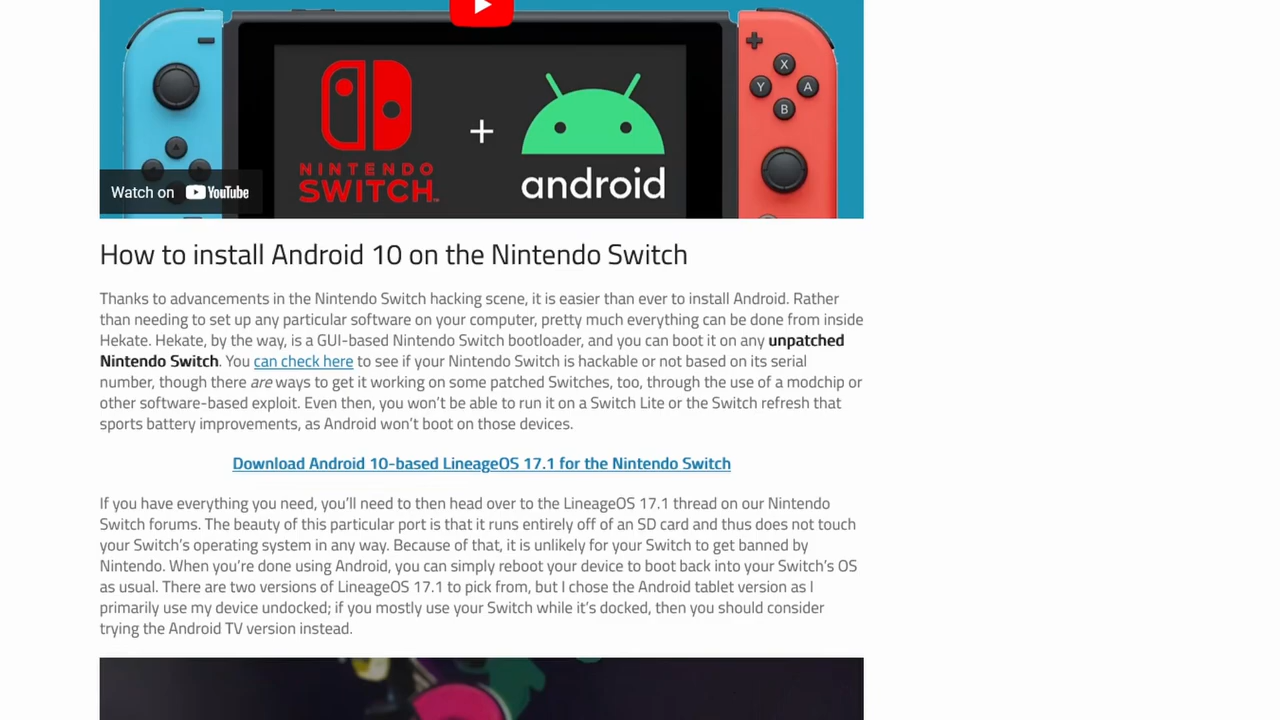 X
Y
A
B
NINTENDO
SWITCH
+
android
Watch on YouTube
How to install Android 10 on the Nintendo Switch
Thanks to advancements in the Nintendo Switch hacking scene, it is easier than ever to install Android. Rather
than needing to set up any particular software on your computer, pretty much everything can be done from inside
Hekate. Hekate, by the way, is a GUI-based Nintendo Switch bootloader, and you can boot it on any unpatched
Nintendo Switch. You can check here to see if your Nintendo Switch is hackable or not based on its serial
number, though there are ways to get it working on some patched Switches, too, through the use of a modchip or
other software-based exploit. Even then, you won’t be able to run it on a Switch Lite or the Switch refresh that
sports battery improvements, as Android won’t boot on those devices.
Download Android 10-based LineageOS 17.1 for the Nintendo Switch
If you have everything you need, you’ll need to then head over to the LineageOS 17.1 thread on our Nintendo
Switch forums. The beauty of this particular port is that it runs entirely off of an SD card and thus does not touch
your Switch’s operating system in any way. Because of that, it is unlikely for your Switch to get banned by
Nintendo. When you’re done using Android, you can simply reboot your device to boot back into your Switch’s OS
as usual. There are two versions of LineageOS 17.1 to pick from, but I chose the Android tablet version as I
primarily use my device undocked; if you mostly use your Switch while it’s docked, then you should consider
trying the Android TV version instead.